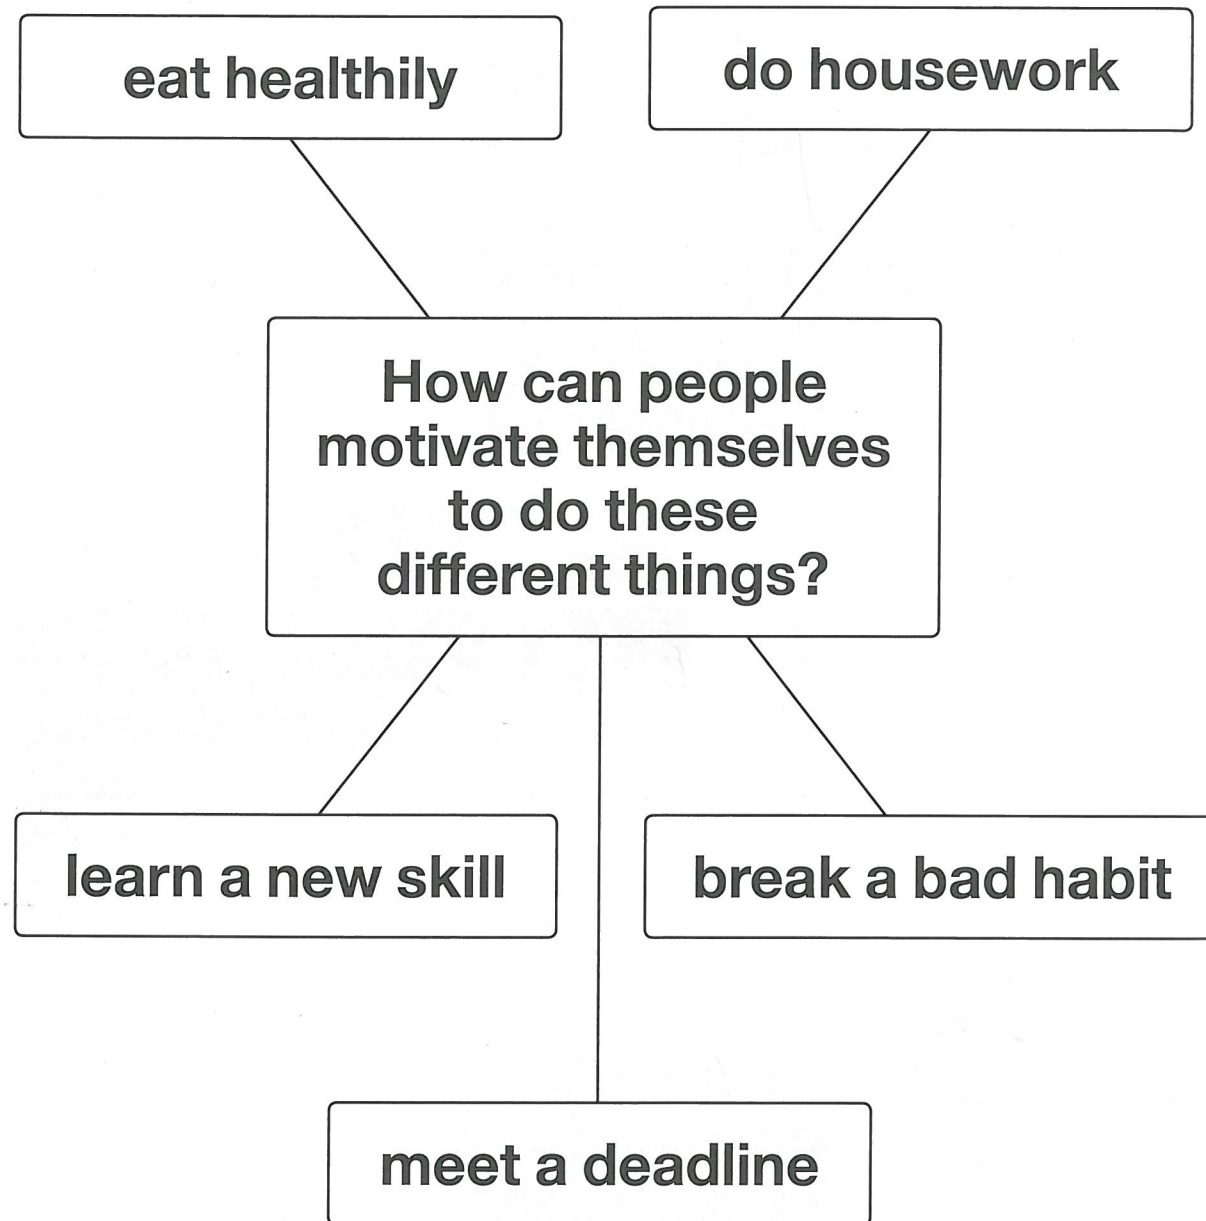 eat healthily
do housework
How can people
motivate themselves
to do these
different things?
learn a new skill
break a bad habit
meet a deadline